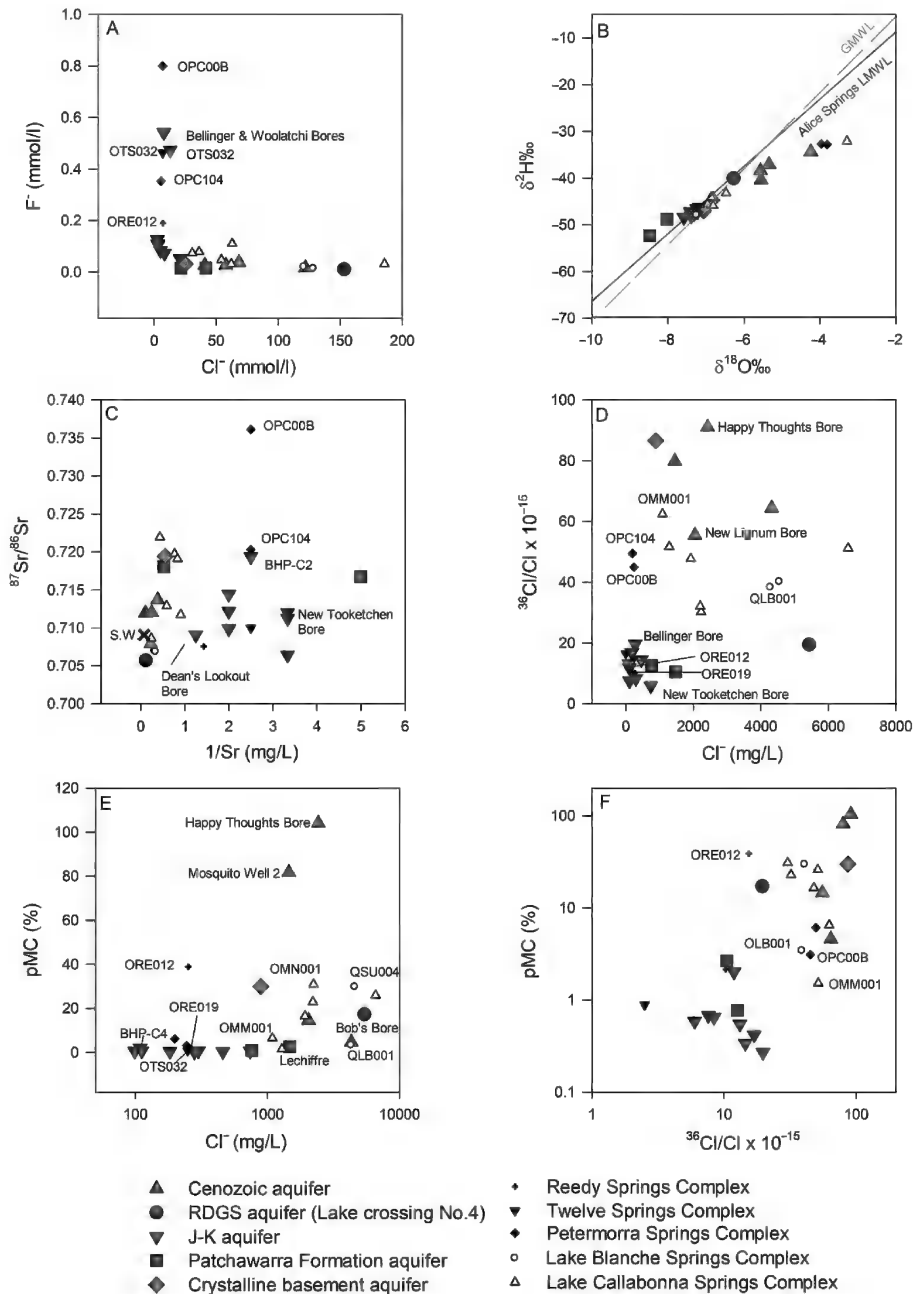 A
1.0
0.8
0.6
0.4
0.2
0.0
F⁻ (mmol/l)
OPC00B
Bellinger & Woolatchi Bores
OTS032
OTS032
OPC104
ORE012
0
50
100
150
200
Cl⁻ (mmol/l)
B
-10
-20
-30
-40
-50
-60
-70
δ²H‰
GMWL
Alice Springs LMWL
-10
-8
-6
-4
-2
δ¹⁸O‰
C
0.740
0.735
0.730
0.725
0.720
0.715
0.710
0.705
0.700
⁸⁷Sr/⁸⁶Sr
OPC00B
OPC104
BHP-C2
New Tooketchen
Bore
S.W
Dean's Lookout
Bore
0
1
2
3
4
5
6
1/Sr (mg/L)
D
100
80
60
40
20
0
³⁶Cl/Cl x 10⁻¹⁵
Happy Thoughts Bore
OMM001
New Lignum Bore
OPC104
OPC00B
QLB001
Bellinger Bore
ORE012
ORE019
New Tooketchen Bore
0
2000
4000
6000
8000
Cl⁻ (mg/L)
E
120
100
80
60
40
20
0
pMC (%)
Happy Thoughts Bore
Mosquito Well 2
ORE012
OMN001
QSU004
ORE019
BHP-C4
OMM001
Bob's Bore
OTS032
Lechiffre
QLB001
100
1000
10000
Cl⁻ (mg/L)
F
100
10
1
0.1
pMC (%)
ORE012
OLB001
OPC00B
OMM001
1
10
100
³⁶Cl/Cl x 10⁻¹⁵
Cenozoic aquifer
RDGS aquifer (Lake crossing No.4)
J-K aquifer
Patchawarra Formation aquifer
Crystalline basement aquifer
Reedy Springs Complex
Twelve Springs Complex
Petermorra Springs Complex
Lake Blanche Springs Complex
Lake Callabonna Springs Complex